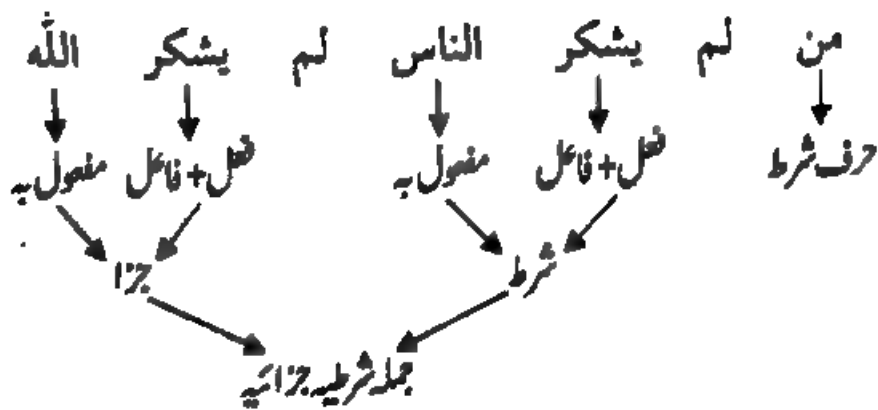 من لم يشكر الناس لم يشكر الله
حرف شرط فعل+فاعل مفعول بہ فعل+فاعل مفعول بہ
شرط جزا
جملہ شرطیہ جزائیہ